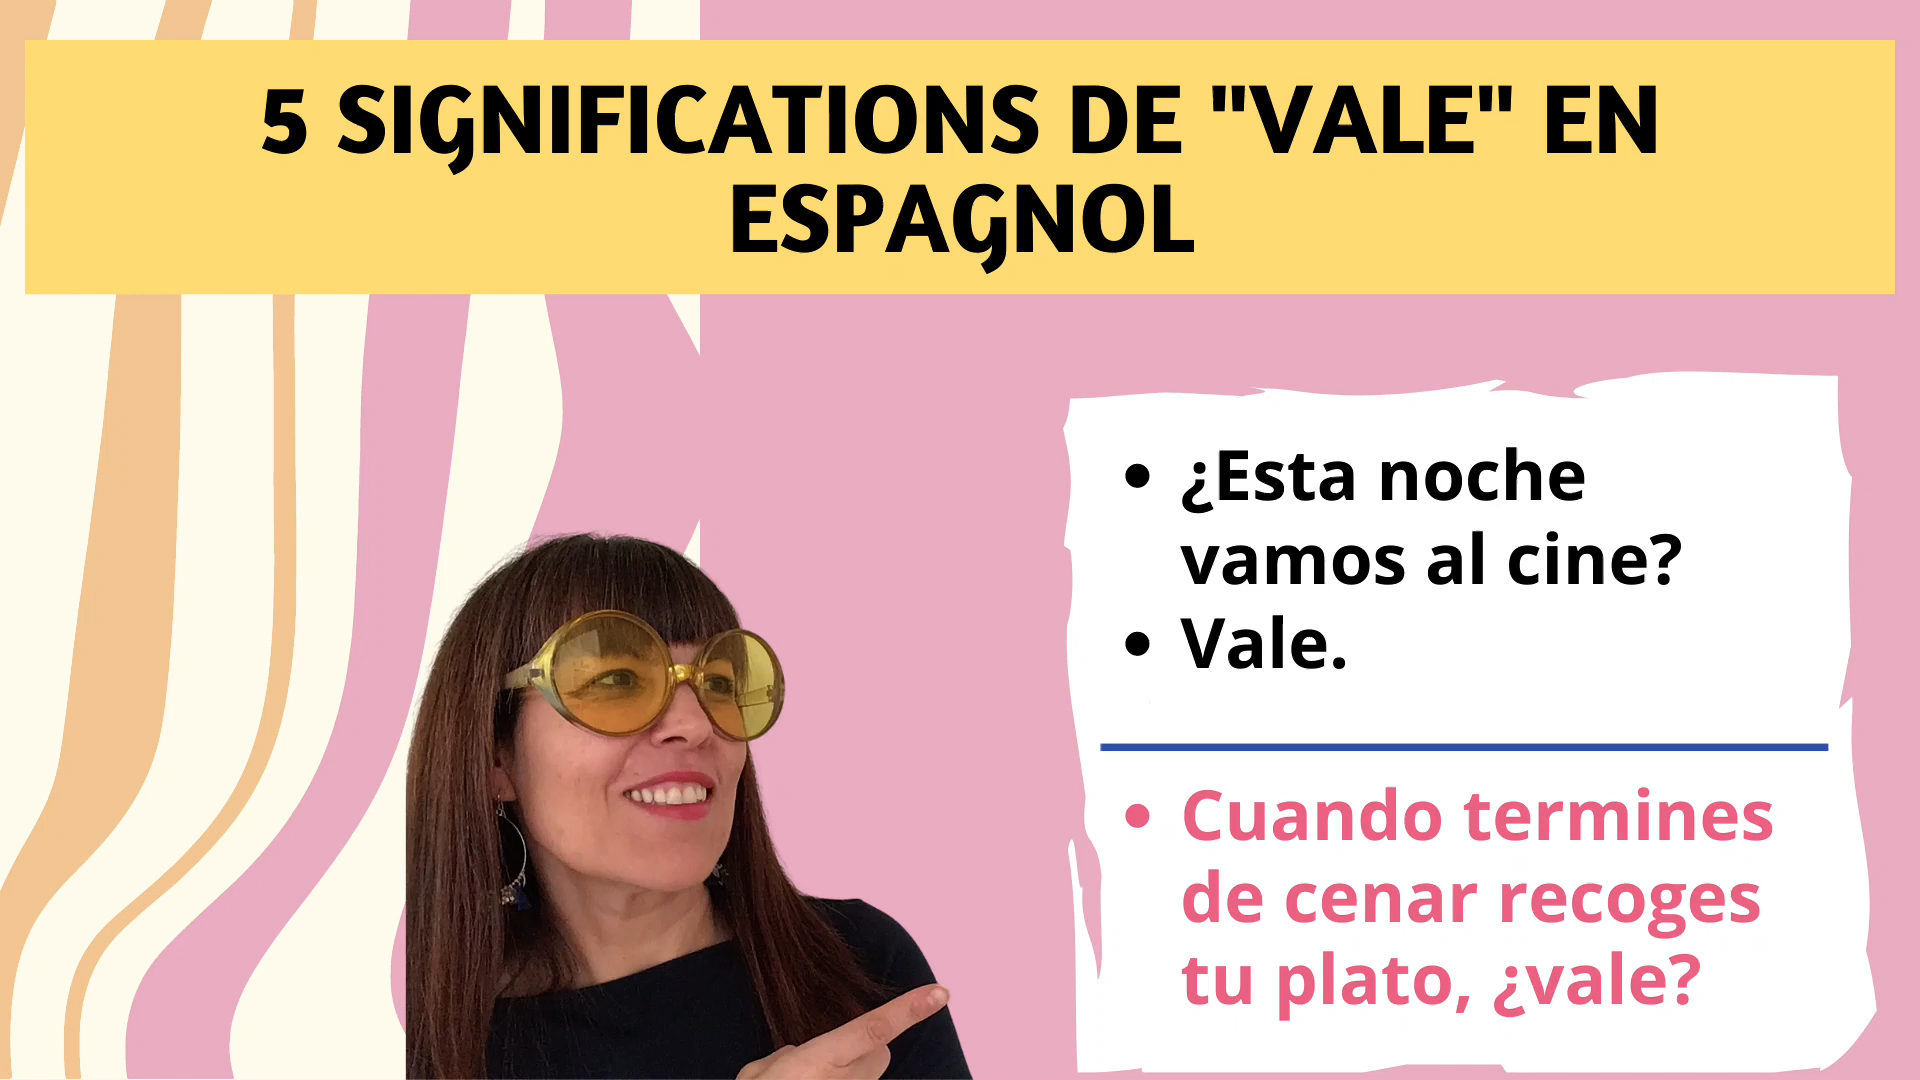 5 SIGNIFICATIONS DE "VALE" EN
ESPAGNOL
• ¿Esta noche
vamos al cine?
• Vale.
• Cuando termines
de cenar recoges
tu plato, ¿vale?